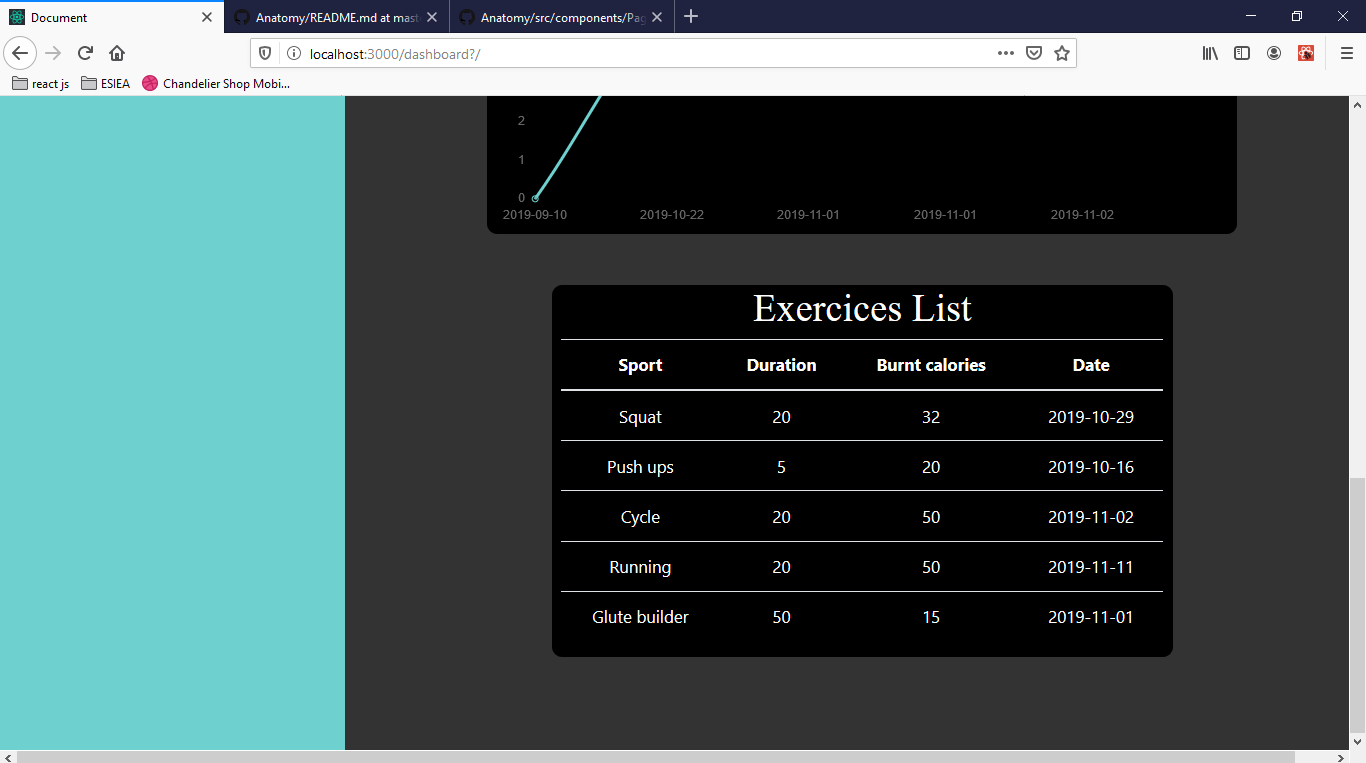 Document
Anatomy/README.md at mast
Anatomy/src/components/Pag
localhost:3000/dashboard?/
react js
ESIEA
Chandelier Shop Mobi...
2
1
0
2019-09-10 2019-10-22 2019-11-01 2019-11-01 2019-11-02
Exercices List
Sport Duration Burnt calories Date
Squat 20 32 2019-10-29
Push ups 5 20 2019-10-16
Cycle 20 50 2019-11-02
Running 20 50 2019-11-11
Glute builder 50 15 2019-11-01